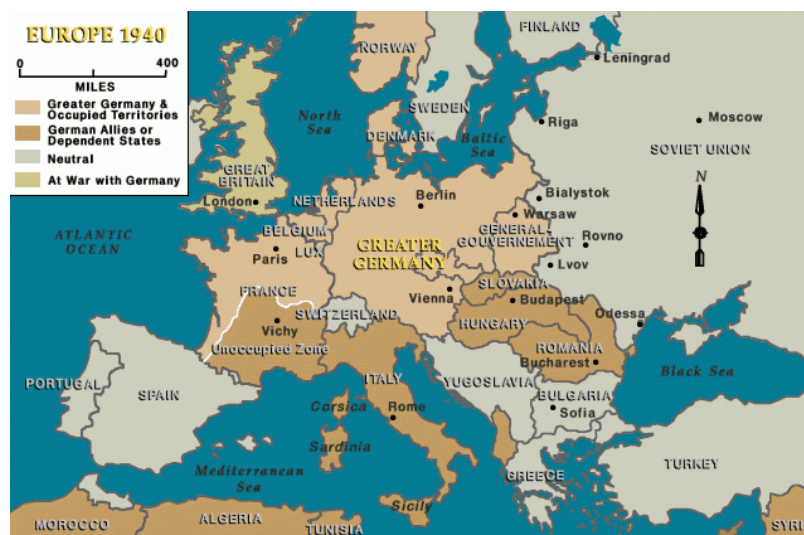 EUROPE 1940
0
400
MILES
Greater Germany &
Occupied Territories
German Allies or
Dependent States
Neutral
At War with Germany
NORWAY
FINLAND
Leningrad
SWEDEN
North
Sea
Riga
Moscow
SOVIET UNION
DENMARK
Baltic
Sea
GREAT
BRITAIN
London
NETHERLANDS
Berlin
Bialystok
N
Warsaw
ATLANTIC
OCEAN
BELGIUM
LUX
Paris
GREATER
GERMANY
GENERAL-
GOUVERNEMENT
Rovno
Lvov
FRANCE
Vienna
SLOVAKIA
Budapest
SWITZERLAND
Vichy
HUNGARY
Odessa
Unoccupied Zone
ROMANIA
Bucharest
Black Sea
PORTUGAL
SPAIN
ITALY
YUGOSLAVIA
BULGARIA
Sofia
Corsica
Rome
Sardinia
Mediterranean
Sea
GREECE
TURKEY
Sicily
MOROCCO
ALGERIA
TUNISIA
SYRI